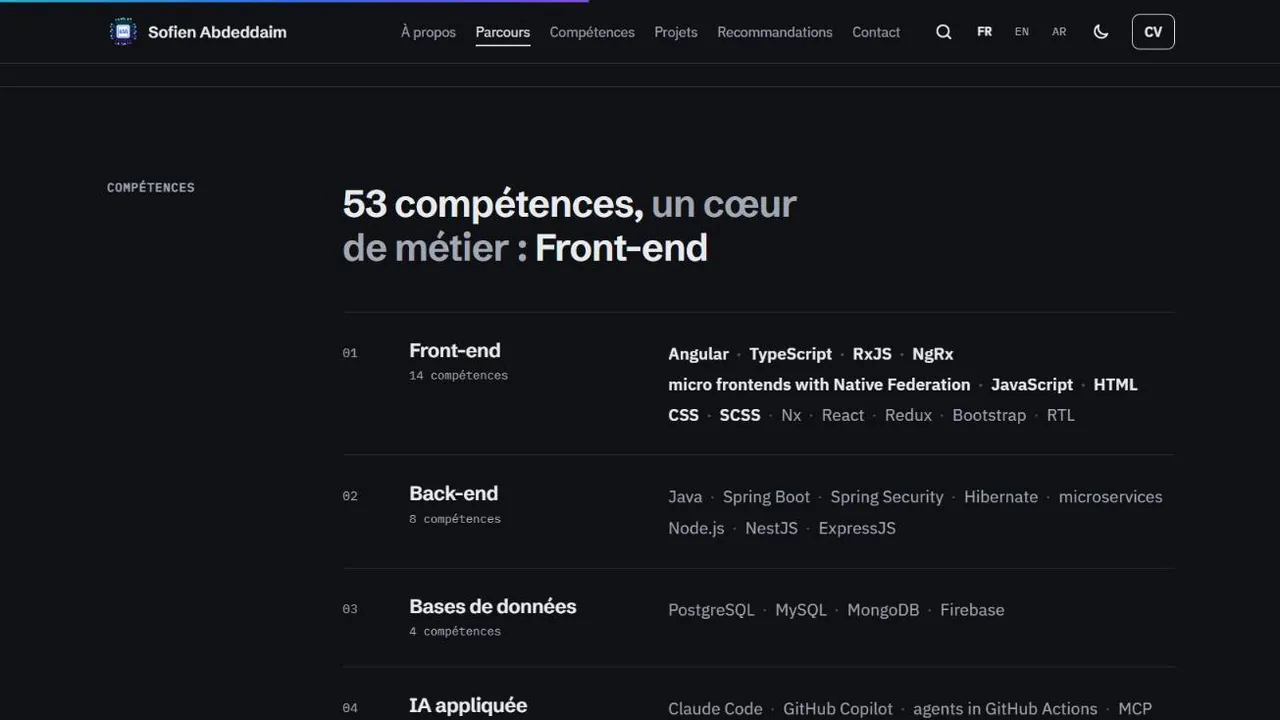 Sofien Abdeddaim
À propos Parcours Compétences Projets Recommandations Contact FR EN AR CV
COMPÉTENCES
53 compétences, un cœur
de métier : Front-end
01 Front-end
14 compétences
Angular · TypeScript · RxJS · NgRx
micro frontends with Native Federation · JavaScript · HTML
CSS · SCSS · Nx · React · Redux · Bootstrap · RTL
02 Back-end
8 compétences
Java · Spring Boot · Spring Security · Hibernate · microservices
Node.js · NestJS · ExpressJS
03 Bases de données
4 compétences
PostgreSQL · MySQL · MongoDB · Firebase
04 IA appliquée
Claude Code · GitHub Copilot · agents in GitHub Actions · MCP